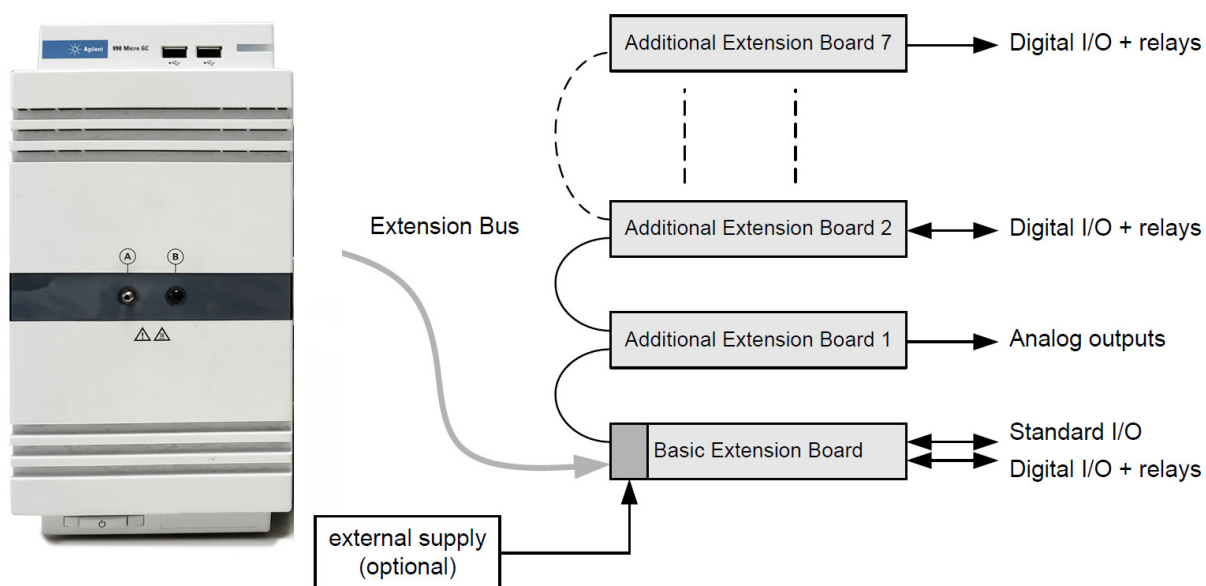 Agilent
990 Micro GC
A
B
Extension Bus
Additional Extension Board 7
Digital I/O + relays
Additional Extension Board 2
Digital I/O + relays
Additional Extension Board 1
Analog outputs
Basic Extension Board
Standard I/O
Digital I/O + relays
external supply
(optional)